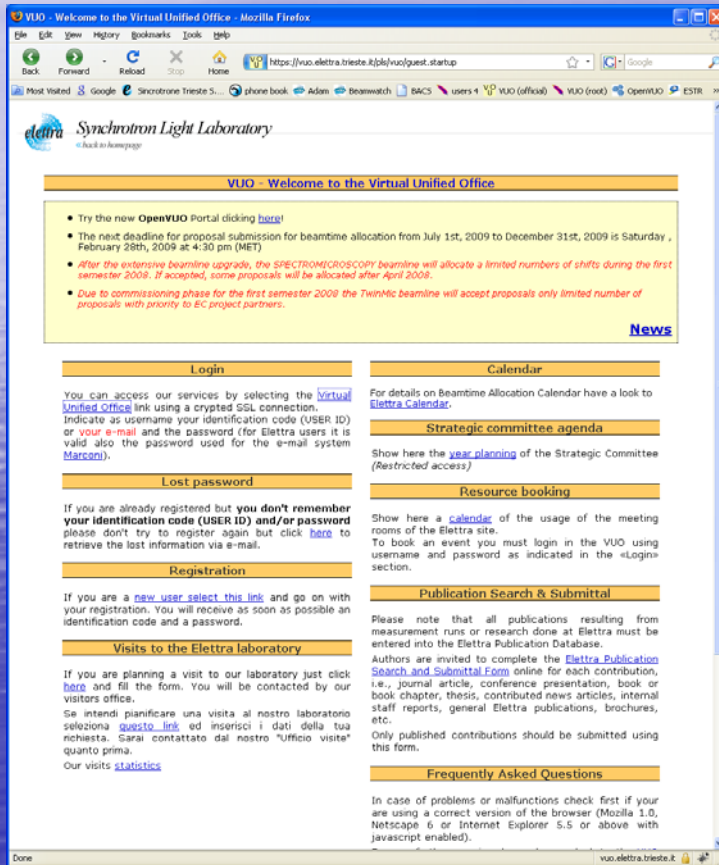 VUO - Welcome to the Virtual Unified Office - Mozilla Firefox
File Edit View History Bookmarks Tools Help
Back Forward Reload Stop Home https://vuo.elettra.trieste.it/pls/vuo/guest.startup Google
Most Visited Google Sincrotrone Trieste S.... phone book Adam Beamwatch BACS users 4 VUO (official) VUO (root) OpenVUO ESTR »
elettra Synchrotron Light Laboratory
« back to homepage
VUO - Welcome to the Virtual Unified Office
Try the new OpenVUO Portal clicking here!
The next deadline for proposal submission for beamtime allocation from July 1st, 2009 to December 31st, 2009 is Saturday ,
February 28th, 2009 at 4:30 pm (MET)
After the extensive beamline upgrade, the SPECTROMICROSCOPY beamline will allocate a limited numbers of shifts during the first
semester 2008. If accepted, some proposals will be allocated after April 2008.
Due to commissioning phase for the first semester 2008 the TwinMic beamline will accept proposals only limited number of
proposals with priority to EC project partners.
News
Login
You can access our services by selecting the Virtual
Unified Office link using a crypted SSL connection.
Indicate as username your identification code (USER ID)
or your e-mail and the password (for Elettra users it is
valid also the password used for the e-mail system
Marconi).
Lost password
If you are already registered but you don't remember
your identification code (USER ID) and/or password
please don't try to register again but click here to
retrieve the lost information via e-mail.
Registration
If you are a new user select this link and go on with
your registration. You will receive as soon as possible an
identification code and a password.
Visits to the Elettra laboratory
If you are planning a visit to our laboratory just click
here and fill the form. You will be contacted by our
visitors office.
Se intendi pianificare una visita al nostro laboratorio
seleziona questo link ed inserisci i dati della tua
richiesta. Sarai contattato dal nostro "Ufficio visite"
quanto prima.
Our visits statistics
Calendar
For details on Beamtime Allocation Calendar have a look to
Elettra Calendar.
Strategic committee agenda
Show here the year planning of the Strategic Committee
(Restricted access)
Resource booking
Show here a calendar of the usage of the meeting
rooms of the Elettra site.
To book an event you must login in the VUO using
username and password as indicated in the «Login»
section.
Publication Search & Submittal
Please note that all publications resulting from
measurement runs or research done at Elettra must be
entered into the Elettra Publication Database.
Authors are invited to complete the Elettra Publication
Search and Submittal Form online for each contribution,
i.e., journal article, conference presentation, book or
book chapter, thesis, contributed news articles, internal
staff reports, general Elettra publications, brochures,
etc.
Only published contributions should be submitted using
this form.
Frequently Asked Questions
In case of problems or malfunctions check first if your
are using a correct version of the browser (Mozilla 1.0,
Netscape 6 or Internet Explorer 5.5 or above with
javascript enabled).
Done vuo.elettra.trieste.it